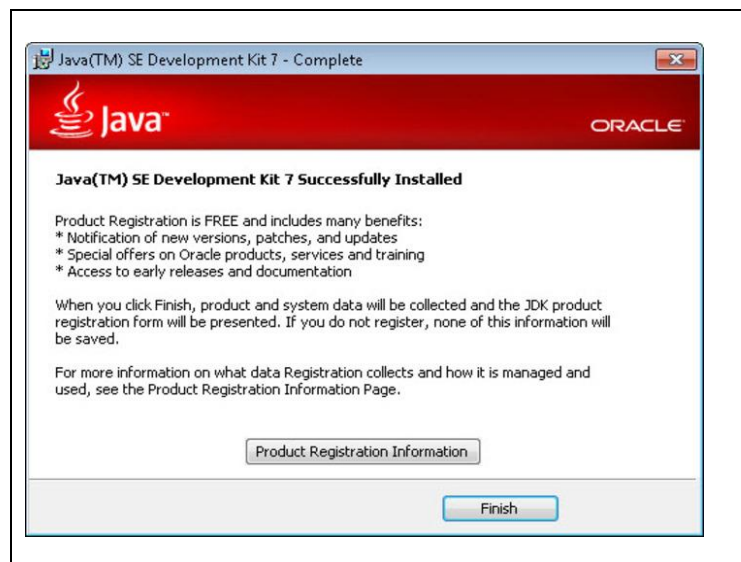 Java(TM) SE Development Kit 7 - Complete
Java™
ORACLE®
Java(TM) SE Development Kit 7 Successfully Installed
Product Registration is FREE and includes many benefits:
* Notification of new versions, patches, and updates
* Special offers on Oracle products, services and training
* Access to early releases and documentation
When you click Finish, product and system data will be collected and the JDK product
registration form will be presented. If you do not register, none of this information will
be saved.
For more information on what data Registration collects and how it is managed and
used, see the Product Registration Information Page.
Product Registration Information
Finish